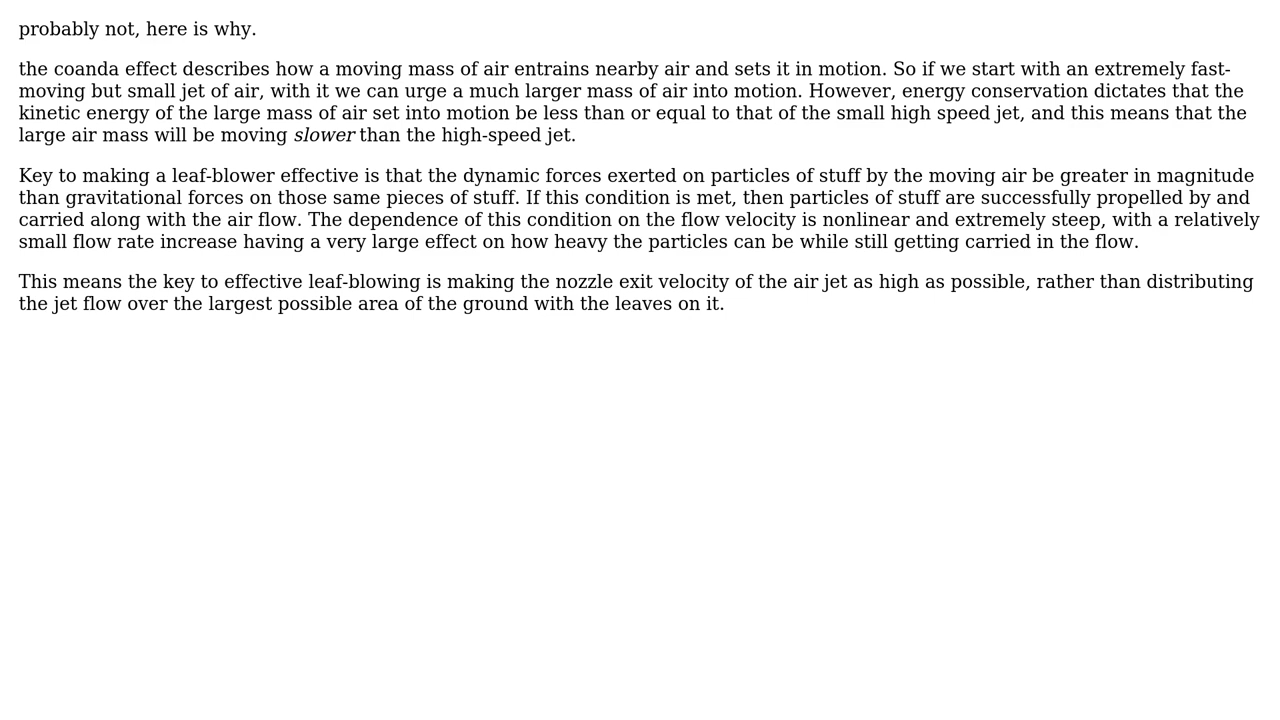 probably not, here is why.
the coanda effect describes how a moving mass of air entrains nearby air and sets it in motion. So if we start with an extremely fast-
moving but small jet of air, with it we can urge a much larger mass of air into motion. However, energy conservation dictates that the
kinetic energy of the large mass of air set into motion be less than or equal to that of the small high speed jet, and this means that the
large air mass will be moving slower than the high-speed jet.
Key to making a leaf-blower effective is that the dynamic forces exerted on particles of stuff by the moving air be greater in magnitude
than gravitational forces on those same pieces of stuff. If this condition is met, then particles of stuff are successfully propelled by and
carried along with the air flow. The dependence of this condition on the flow velocity is nonlinear and extremely steep, with a relatively
small flow rate increase having a very large effect on how heavy the particles can be while still getting carried in the flow.
This means the key to effective leaf-blowing is making the nozzle exit velocity of the air jet as high as possible, rather than distributing
the jet flow over the largest possible area of the ground with the leaves on it.